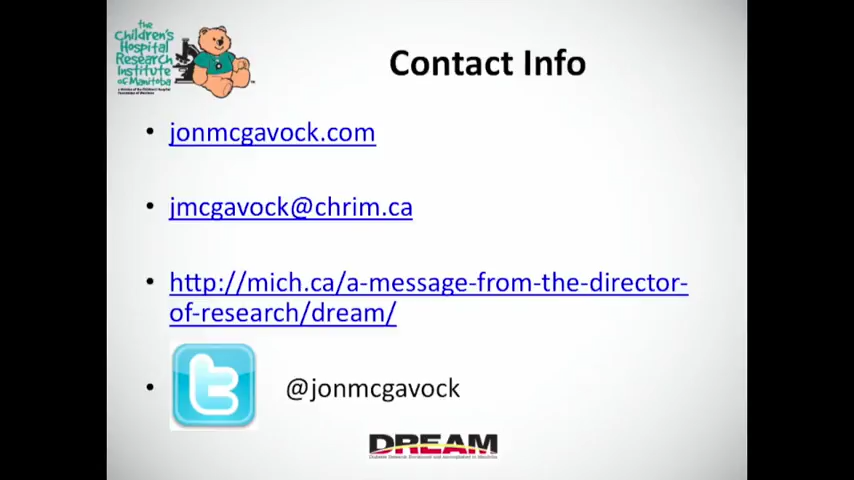 the
Children's
Hospital
Research
Institute
of Manitoba
Contact Info
• jonmcgavock.com
• jmcgavock@chrim.ca
• http://mich.ca/a-message-from-the-director-
of-research/dream/
• @jonmcgavock
DREAM